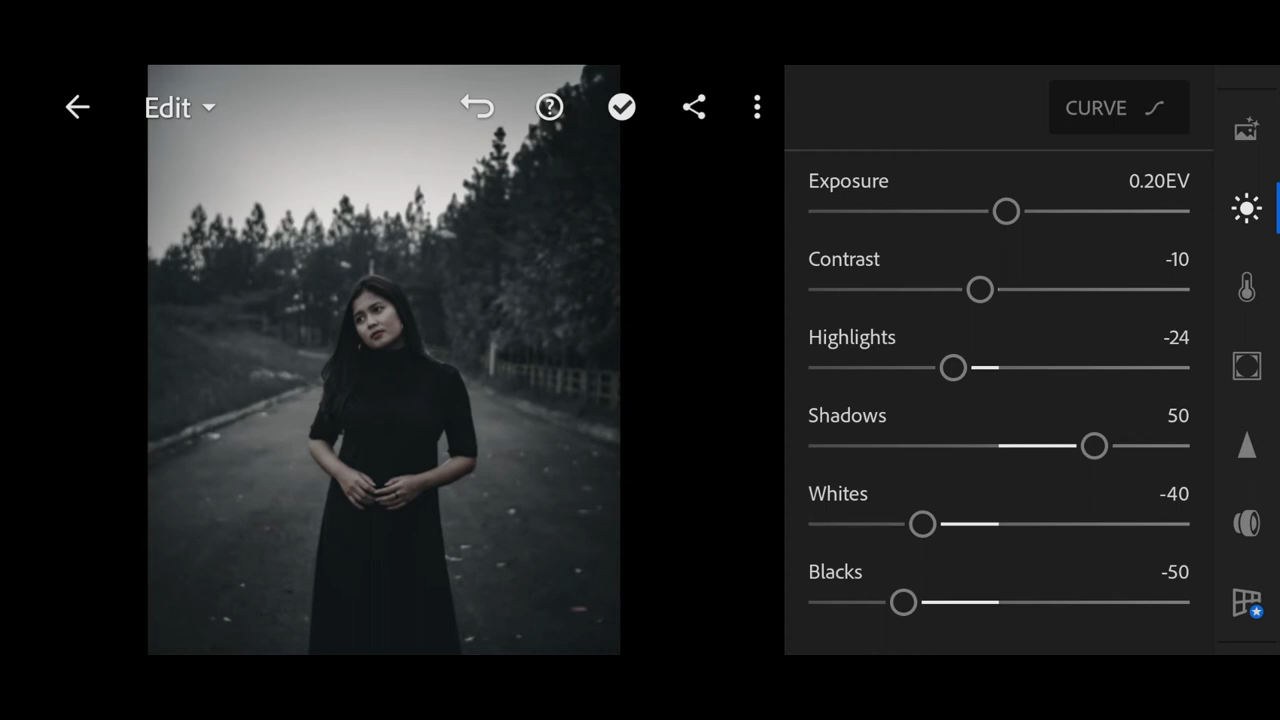 Edit
CURVE
Exposure 0.20EV
Contrast -10
Highlights -24
Shadows 50
Whites -40
Blacks -50